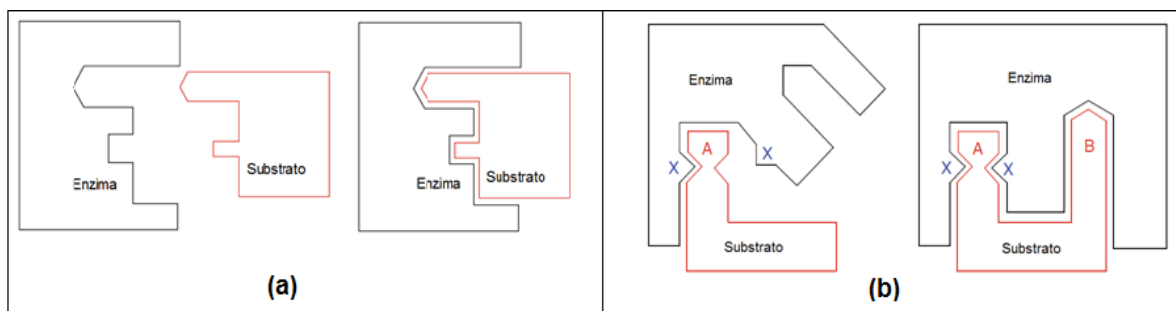 Enzima
Substrato
Enzima
Substrato
(a)
Enzima
A
X
X
Substrato
Enzima
A
B
X
X
Substrato
(b)